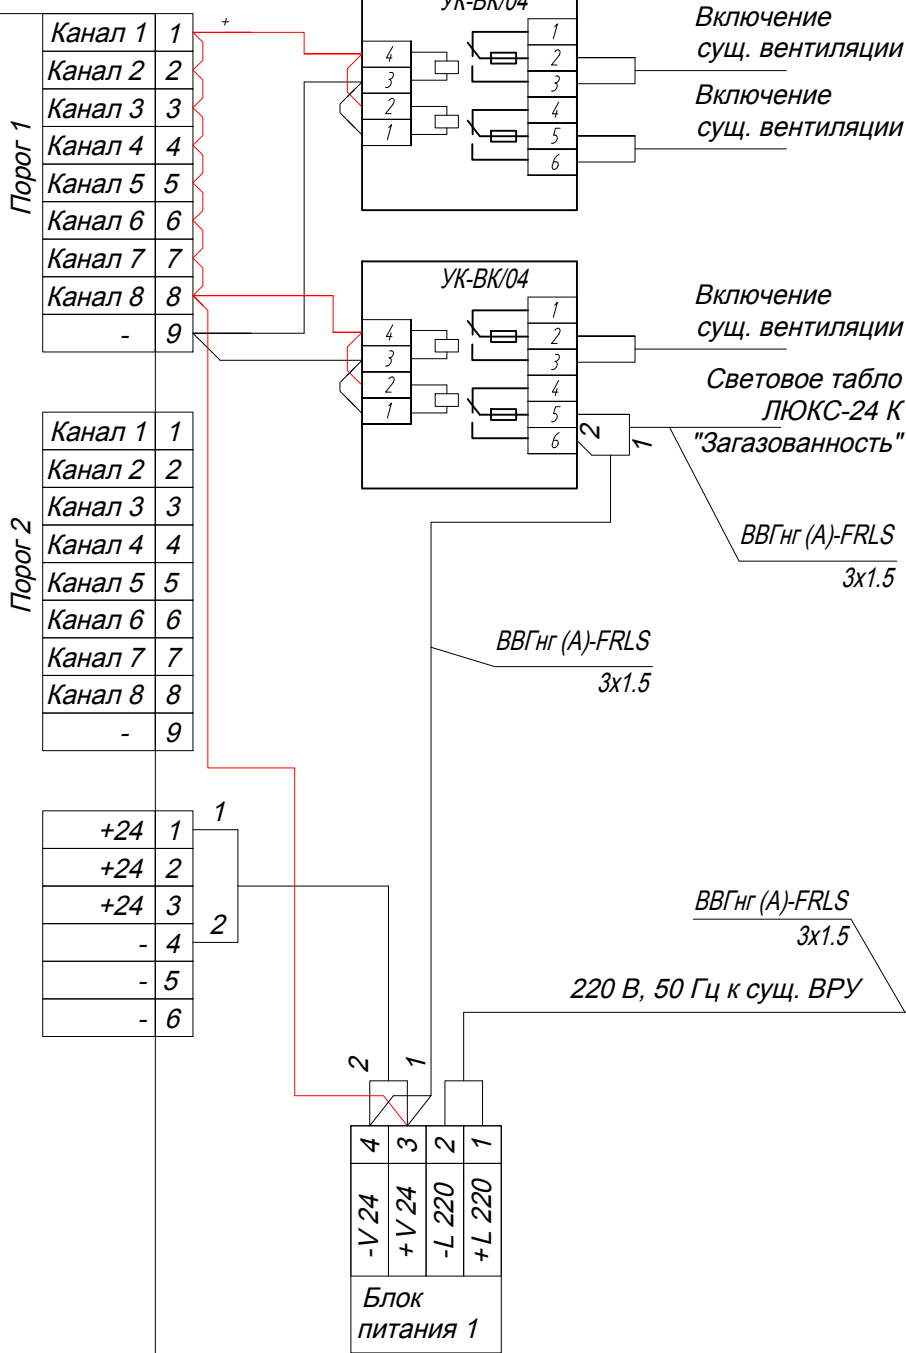 УК-ВК/04
Порог 1
Канал 1 1
Канал 2 2
Канал 3 3
Канал 4 4
Канал 5 5
Канал 6 6
Канал 7 7
Канал 8 8
- 9
+
4
3
2
1
1
2
3
4
5
6
Включение
сущ. вентиляции
Включение
сущ. вентиляции
УК-ВК/04
4
3
2
1
1
2
3
4
5
6
Включение
сущ. вентиляции
Световое табло
ЛЮКС-24 К
"Загазованность"
2
1
ВВГнг (А)-FRLS
3х1.5
Порог 2
Канал 1 1
Канал 2 2
Канал 3 3
Канал 4 4
Канал 5 5
Канал 6 6
Канал 7 7
Канал 8 8
- 9
ВВГнг (А)-FRLS
3х1.5
+24 1
+24 2
+24 3
- 4
- 5
- 6
1
2
ВВГнг (А)-FRLS
3х1.5
220 В, 50 Гц к сущ. ВРУ
2
1
4
3
2
1
-V 24
+V 24
-L 220
+L 220
Блок
питания 1